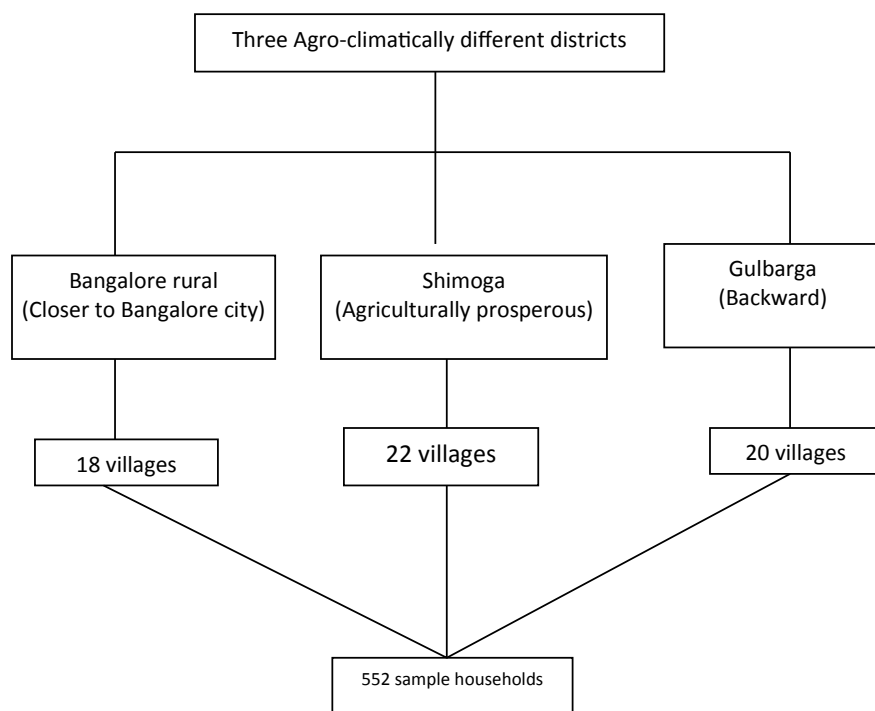 Three Agro-climatically different districts
Bangalore rural
(Closer to Bangalore city)
Shimoga
(Agriculturally prosperous)
Gulbarga
(Backward)
18 villages
22 villages
20 villages
552 sample households